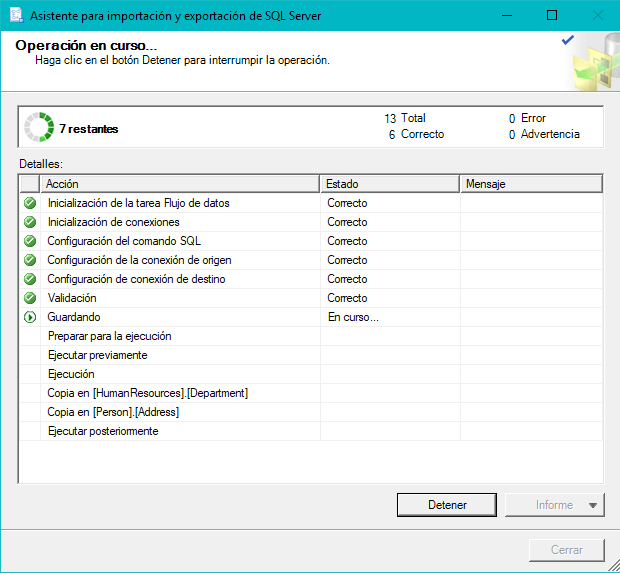 Asistente para importación y exportación de SQL Server
Operación en curso...
Haga clic en el botón Detener para interrumpir la operación.
7 restantes
13 Total
0 Error
6 Correcto
0 Advertencia
Detalles:
Acción Estado Mensaje
Inicialización de la tarea Flujo de datos Correcto
Inicialización de conexiones Correcto
Configuración del comando SQL Correcto
Configuración de la conexión de origen Correcto
Configuración de conexión de destino Correcto
Validación Correcto
Guardando En curso...
Preparar para la ejecución
Ejecutar previamente
Ejecución
Copia en [HumanResources].[Department]
Copia en [Person].[Address]
Ejecutar posteriormente
Detener Informe
Cerrar